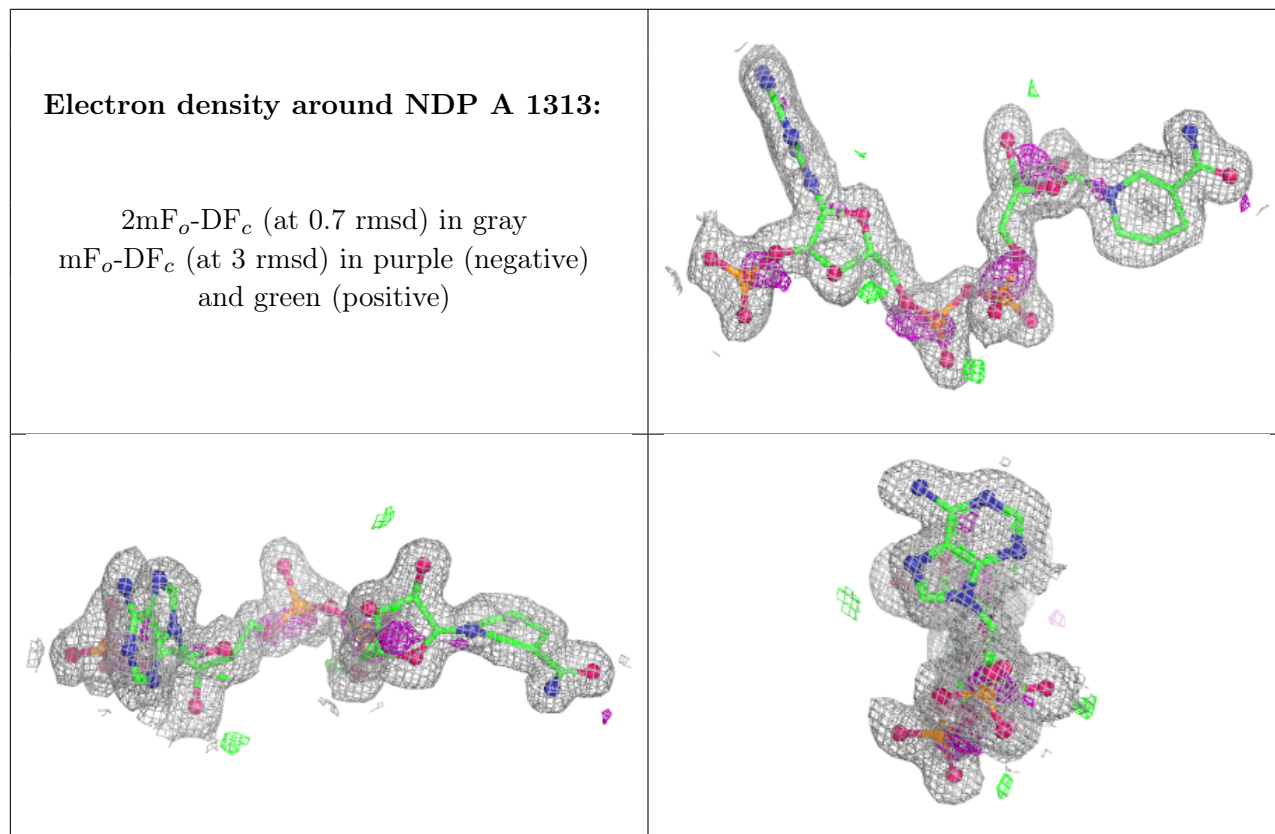 Electron density around NDP A 1313:
2mFo-DFc (at 0.7 rmsd) in gray
mFo-DFc (at 3 rmsd) in purple (negative)
and green (positive)